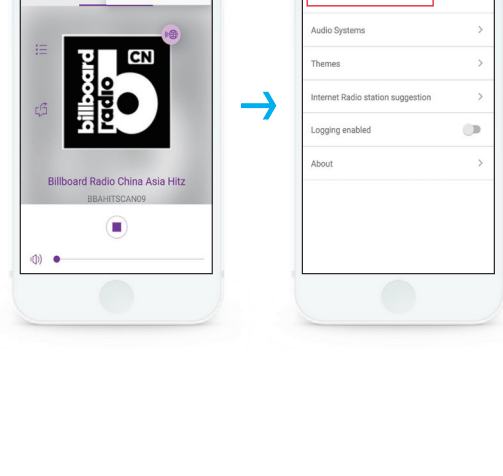 billboard
radio
CN
Billboard Radio China Asia Hitz
BBAHITSCAN09
Audio Systems
Themes
Internet Radio station suggestion
Logging enabled
About